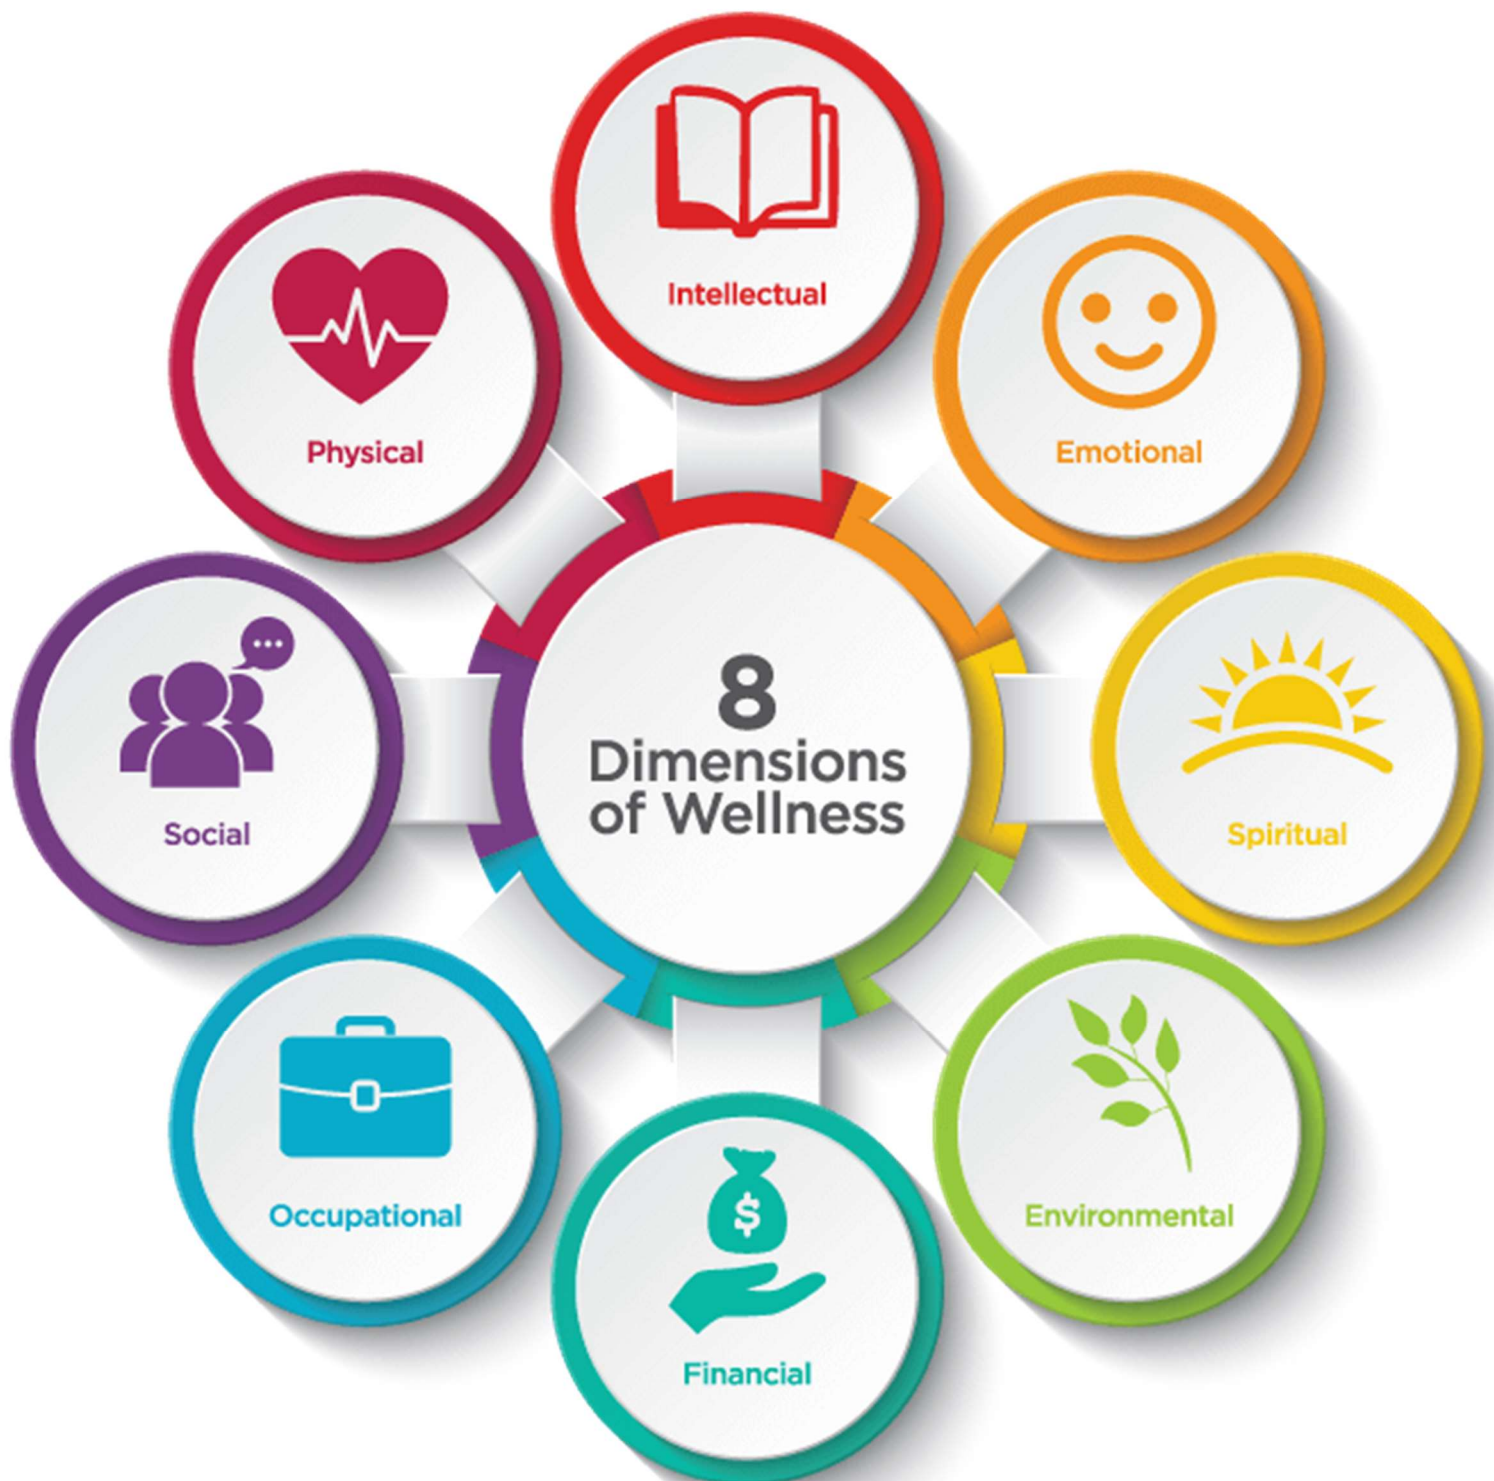 Intellectual
Physical
Emotional
8
Dimensions
of Wellness
Social
Spiritual
Occupational
$
Environmental
Financial